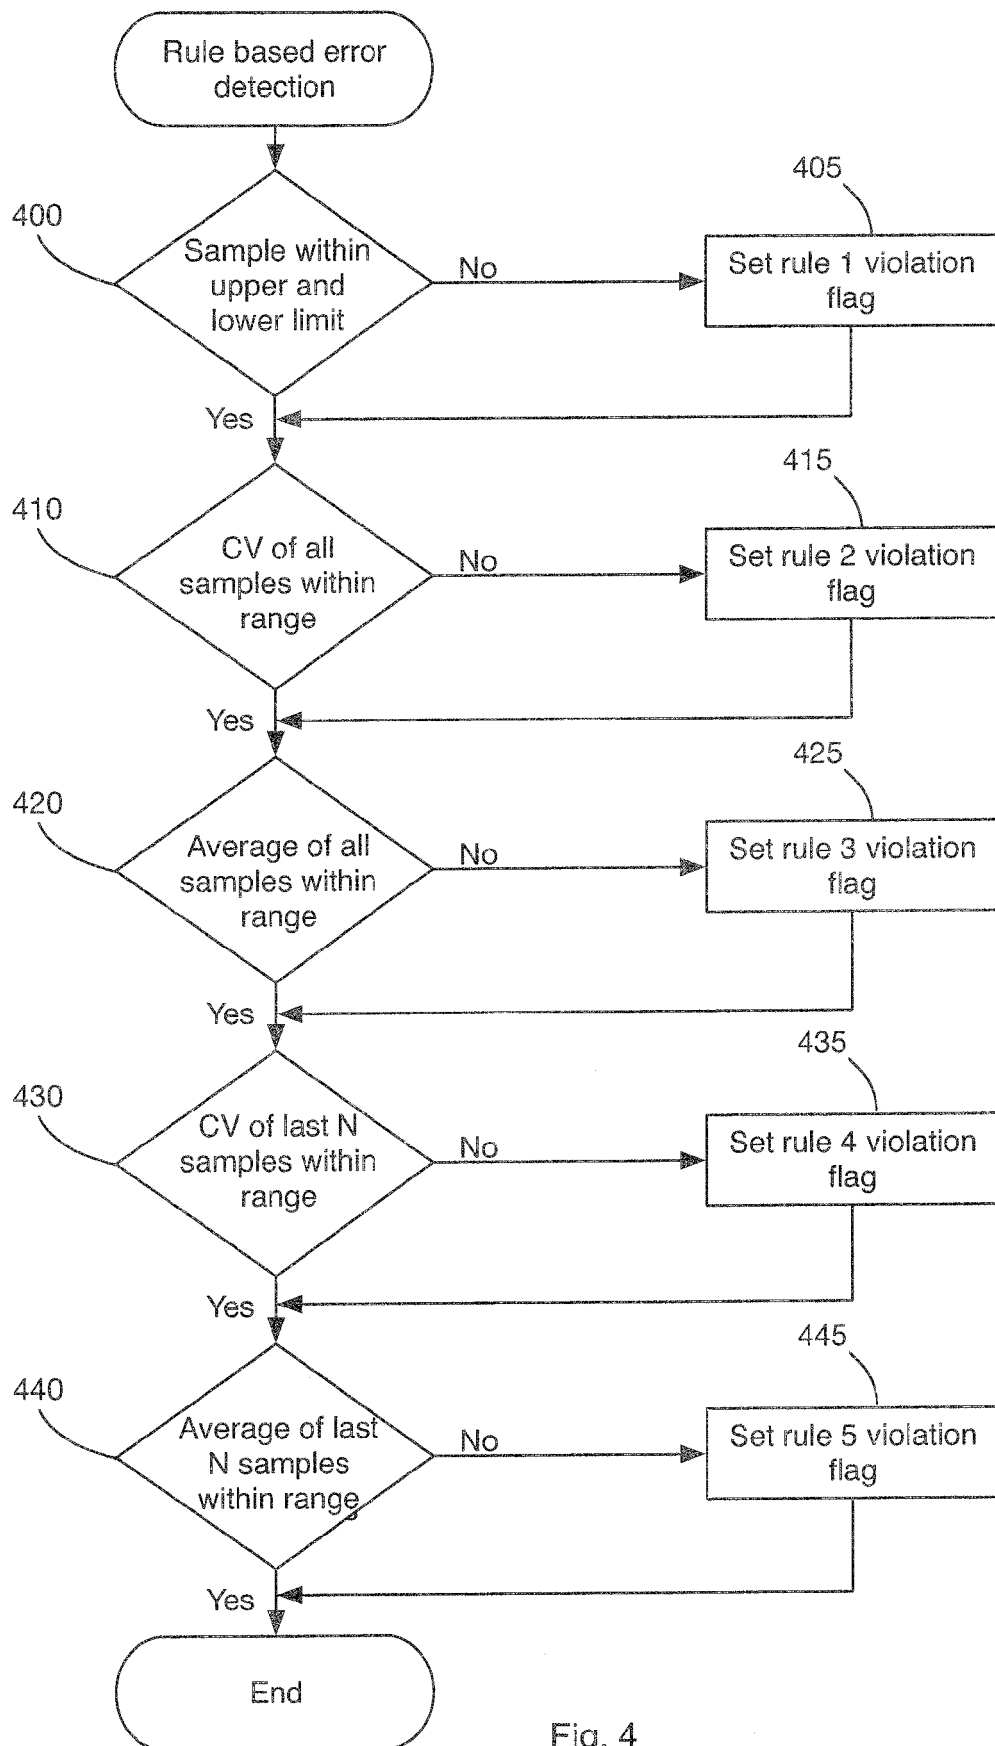 Rule based error
detection
405
400
Sample within
upper and
lower limit
No
Set rule 1 violation
flag
Yes
415
410
CV of all
samples within
range
No
Set rule 2 violation
flag
Yes
425
420
Average of all
samples within
range
No
Set rule 3 violation
flag
Yes
435
430
CV of last N
samples within
range
No
Set rule 4 violation
flag
Yes
445
440
Average of last
N samples
within range
No
Set rule 5 violation
flag
Yes
End
Fig. 4